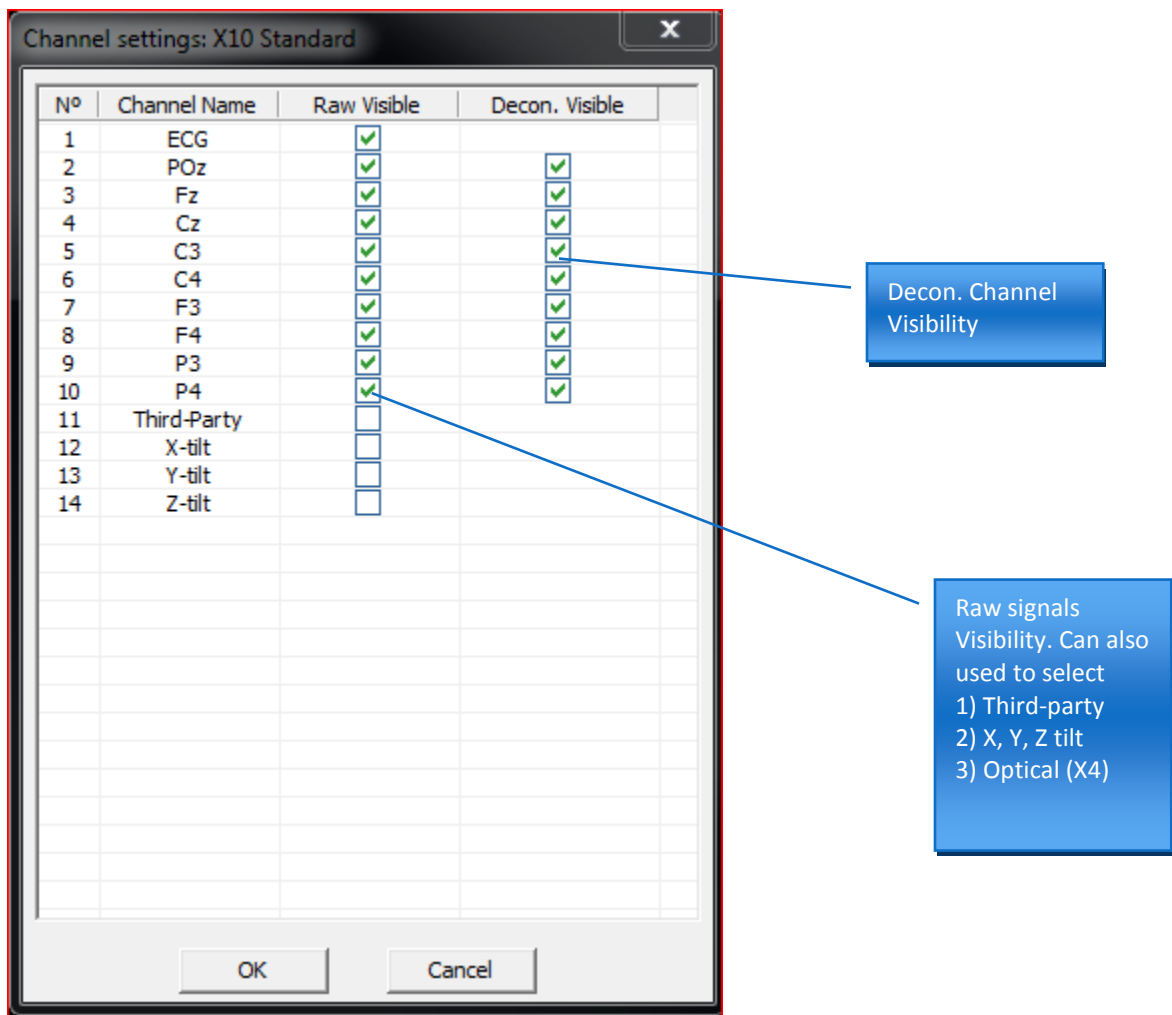 Channel settings: X10 Standard
x
Nº Channel Name Raw Visible Decon. Visible
1 ECG
2 POz
3 Fz
4 Cz
5 C3
6 C4
7 F3
8 F4
9 P3
10 P4
11 Third-Party
12 X-tilt
13 Y-tilt
14 Z-tilt
OK Cancel
Decon. Channel
Visibility
Raw signals
Visibility. Can also
used to select
1) Third-party
2) X, Y, Z tilt
3) Optical (X4)